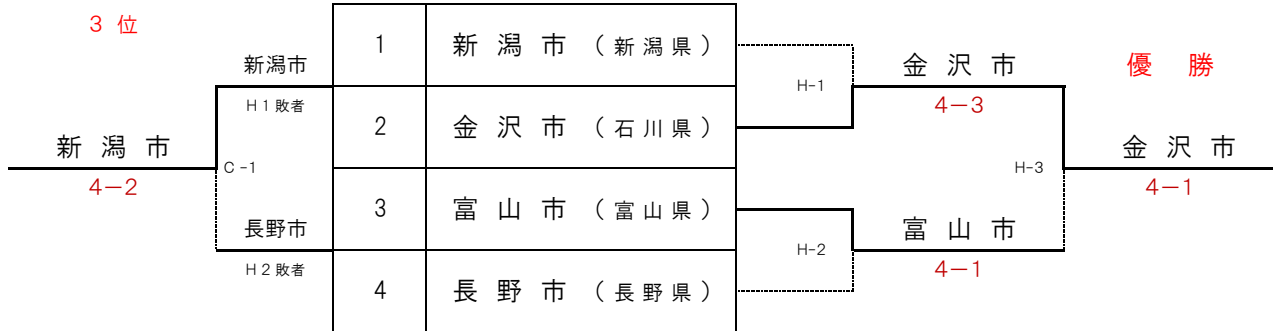 3 位
新潟市
H1敗者
新 潟 市
4-2
C-1
長野市
H2敗者
1 新 潟 市 (新潟県)
2 金 沢 市 (石川県)
3 富 山 市 (富山県)
4 長 野 市 (長野県)
H-1
H-2
金 沢 市
4-3
富 山 市
4-1
H-3
優 勝
金 沢 市
4-1